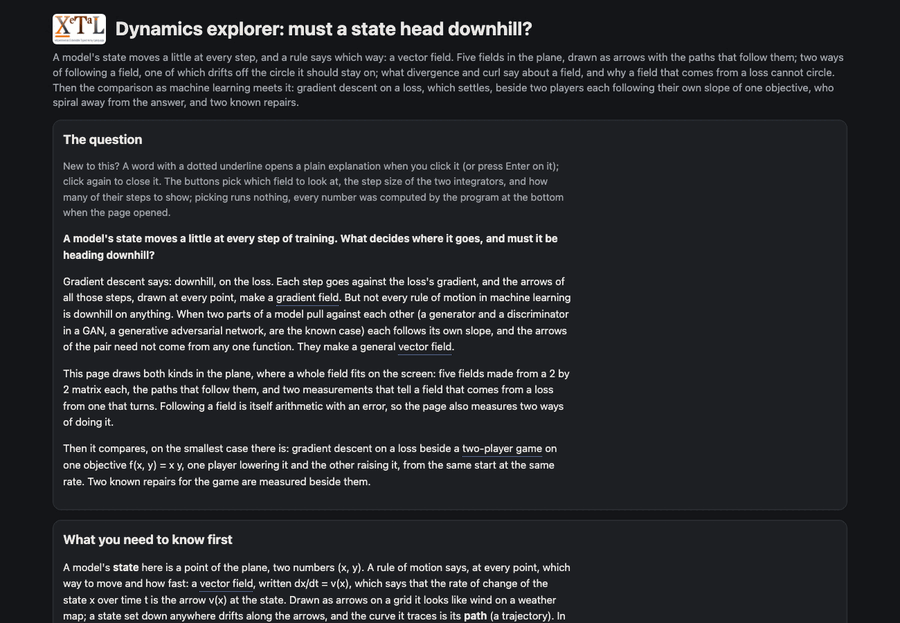 XeTaL
Dynamics explorer: must a state head downhill?
A model's state moves a little at every step, and a rule says which way: a vector field. Five fields in the plane, drawn as arrows with the paths that follow them; two ways
of following a field, one of which drifts off the circle it should stay on; what divergence and curl say about a field, and why a field that comes from a loss cannot circle.
Then the comparison as machine learning meets it: gradient descent on a loss, which settles, beside two players each following their own slope of one objective, who
spiral away from the answer, and two known repairs.
The question
New to this? A word with a dotted underline opens a plain explanation when you click it (or press Enter on it);
click again to close it. The buttons pick which field to look at, the step size of the two integrators, and how
many of their steps to show; picking runs nothing, every number was computed by the program at the bottom
when the page opened.
A model's state moves a little at every step of training. What decides where it goes, and must it be
heading downhill?
Gradient descent says: downhill, on the loss. Each step goes against the loss's gradient, and the arrows of
all those steps, drawn at every point, make a gradient field. But not every rule of motion in machine learning
is downhill on anything. When two parts of a model pull against each other (a generator and a discriminator
in a GAN, a generative adversarial network, are the known case) each follows its own slope, and the arrows
of the pair need not come from any one function. They make a general vector field.
This page draws both kinds in the plane, where a whole field fits on the screen: five fields made from a 2 by
2 matrix each, the paths that follow them, and two measurements that tell a field that comes from a loss
from one that turns. Following a field is itself arithmetic with an error, so the page also measures two ways
of doing it.
Then it compares, on the smallest case there is: gradient descent on a loss beside a two-player game on
one objective f(x, y) = x y, one player lowering it and the other raising it, from the same start at the same
rate. Two known repairs for the game are measured beside them.
What you need to know first
A model's state here is a point of the plane, two numbers (x, y). A rule of motion says, at every point, which
way to move and how fast: a vector field, written dx/dt = v(x), which says that the rate of change of the
state x over time t is the arrow v(x) at the state. Drawn as arrows on a grid it looks like wind on a weather
map; a state set down anywhere drifts along the arrows, and the curve it traces is its path (a trajectory). In